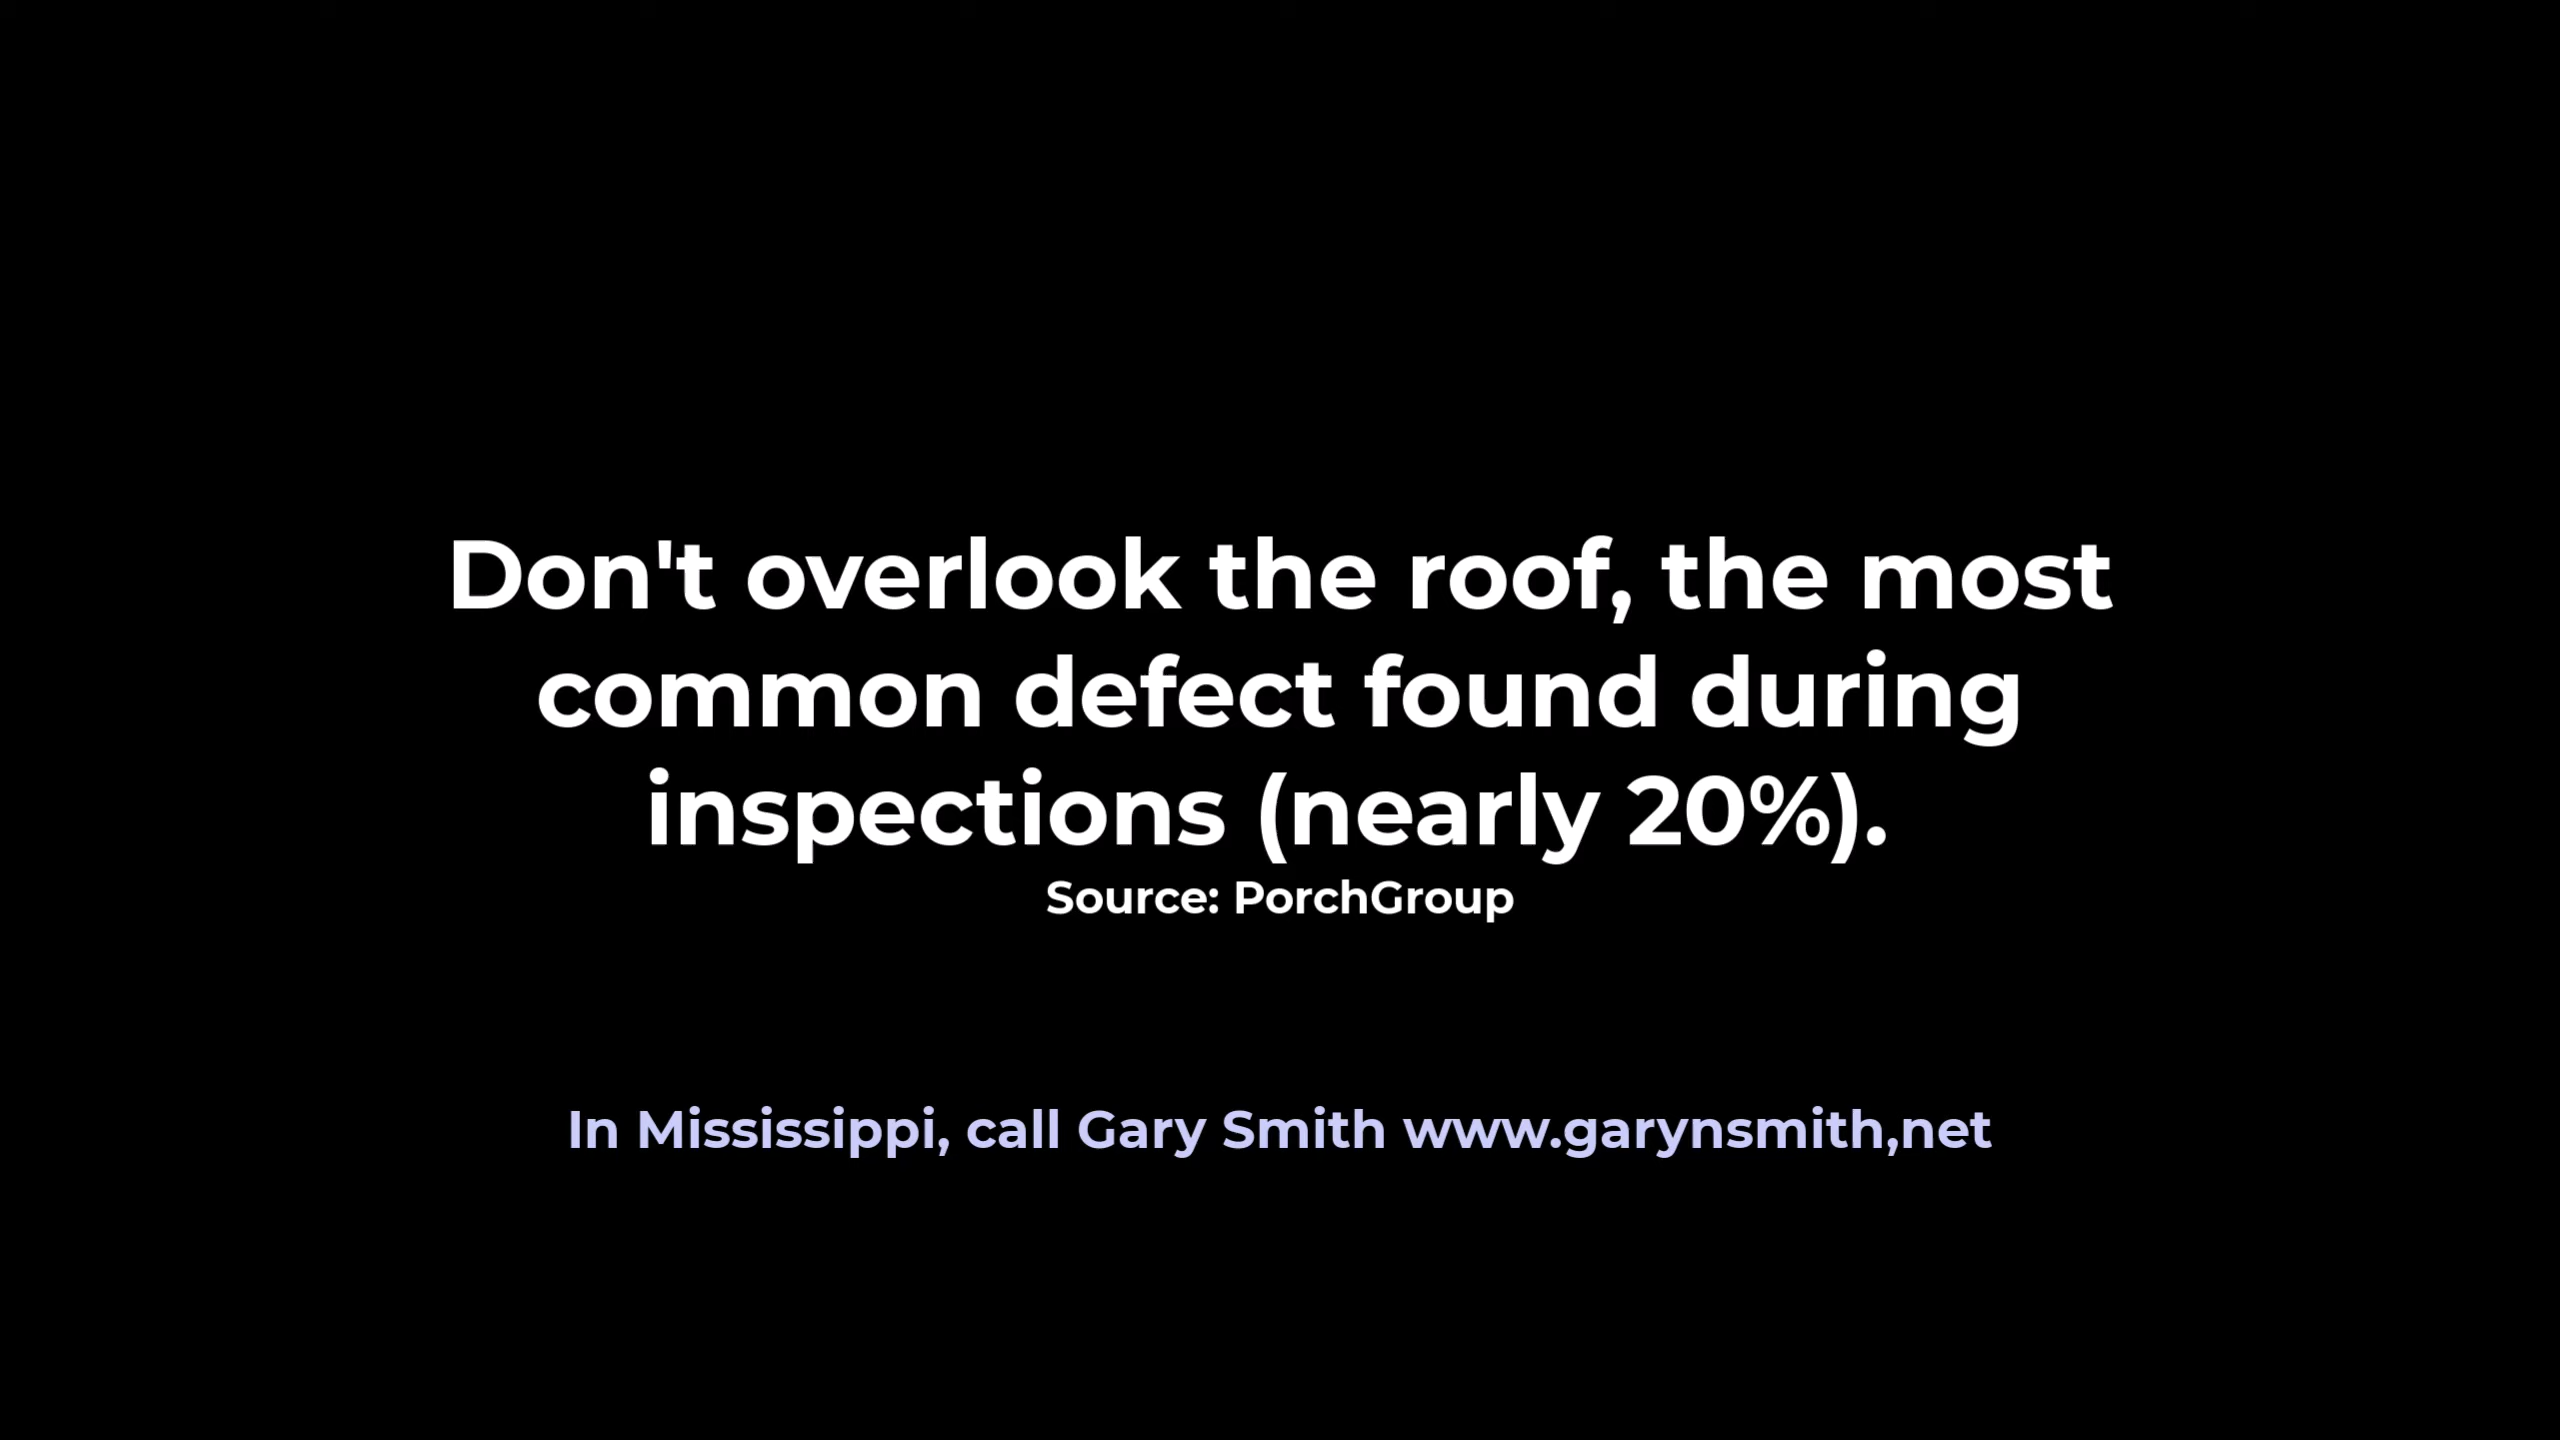 Don't overlook the roof, the most
common defect found during
inspections (nearly 20%).
Source: PorchGroup
In Mississippi, call Gary Smith www.garynsmith,net